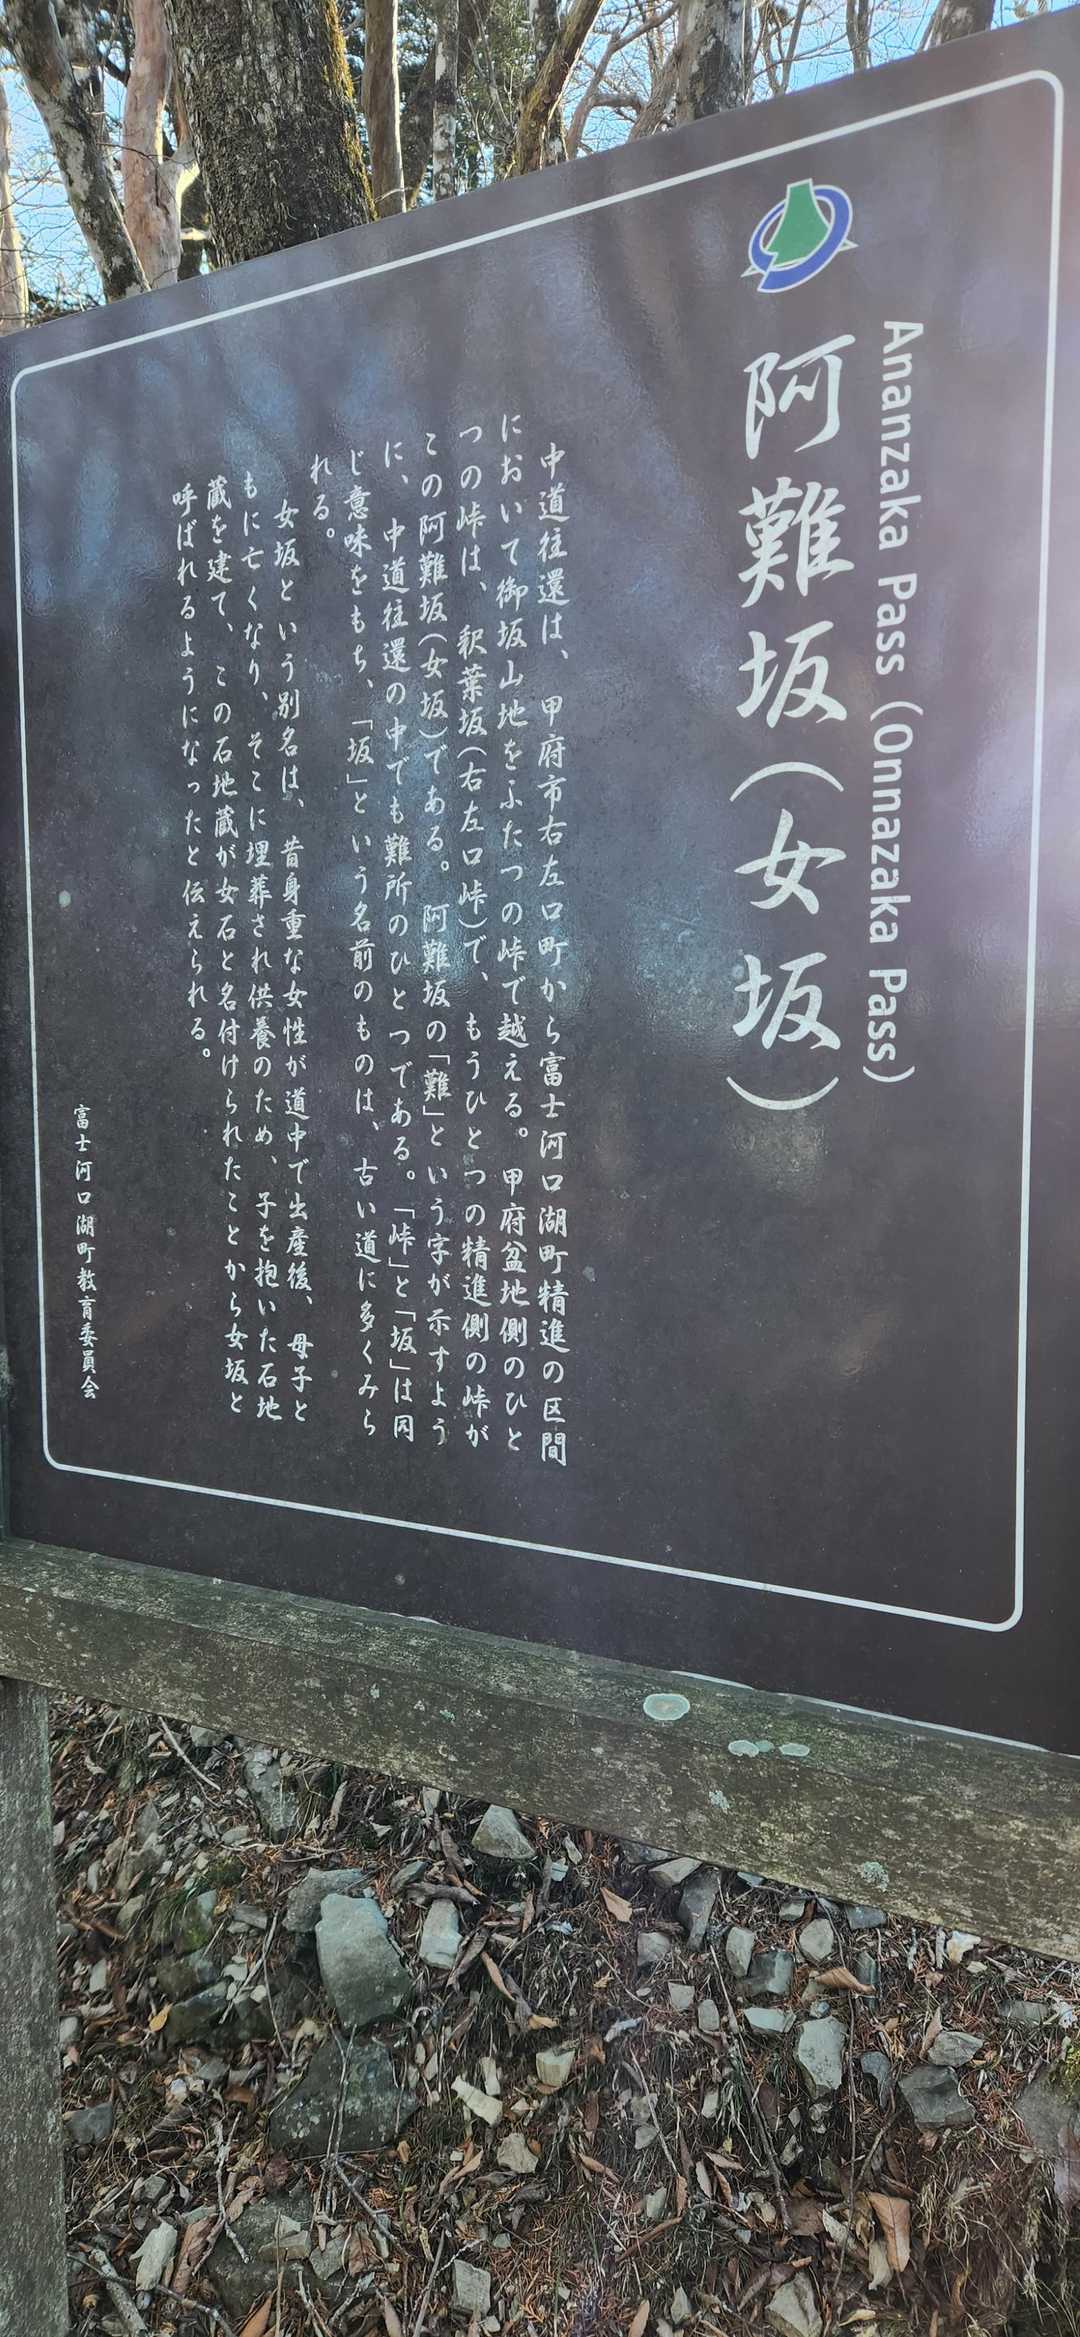 Ananzaka Pass (Onnazaka Pass)
阿難坂(女坂)
中道往還は、甲府市右左口町から富士河口湖町精進の区間
において御坂山地をふたつの峠で越える。甲府盆地側のひと
つの峠は、釈葉坂(右左口峠)で、もうひとつの精進側の峠が
この阿難坂(女坂)である。阿難坂の「難」という字が示すよう
に、中道往還の中でも難所のひとつである。「峠」と「坂」は同
じ意味をもち、「坂」という名前のものは、古い道に多くみら
れる。
女坂という別名は、昔身重な女性が道中で出産後、母子と
もに亡くなり、そこに埋葬され供養のため、子を抱いた石地
蔵を建て、この石地蔵が女石と名付けられたことから女坂と
呼ばれるようになったと伝えられる。
富士河口湖町教育委員会